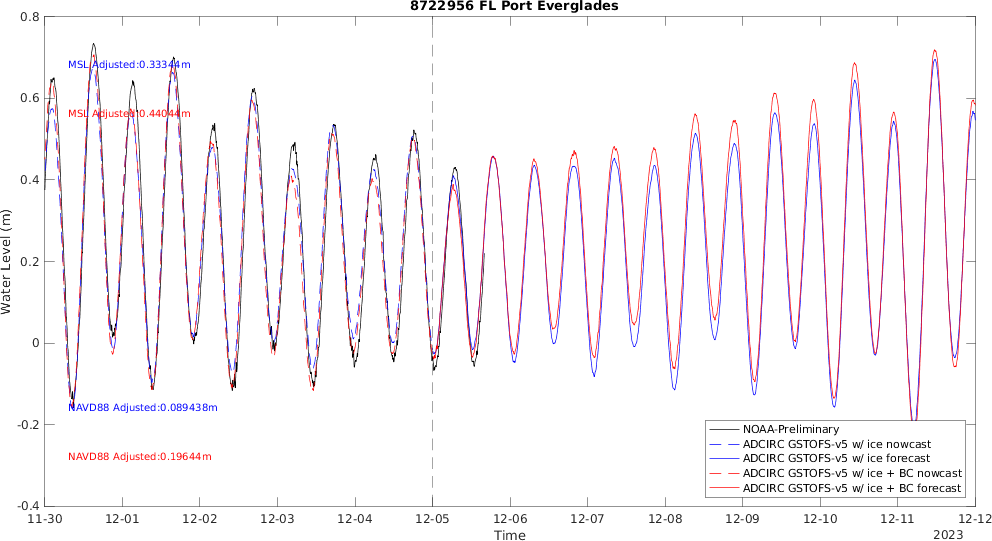 8722956 FL Port Everglades
0.8
0.6
0.4
0.2
0
-0.2
-0.4
Water Level (m)
MSL Adjusted:0.33344m
MSL Adjusted:0.44044m
NAVD88 Adjusted:0.089438m
NAVD88 Adjusted:0.19644m
NOAA-Preliminary
ADCIRC GSTOFS-v5 w/ ice nowcast
ADCIRC GSTOFS-v5 w/ ice forecast
ADCIRC GSTOFS-v5 w/ ice + BC nowcast
ADCIRC GSTOFS-v5 w/ ice + BC forecast
11-30 12-01 12-02 12-03 12-04 12-05 12-06 12-07 12-08 12-09 12-10 12-11 12-12
Time
2023